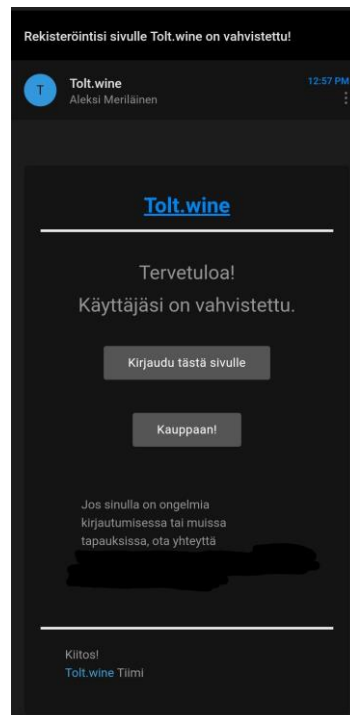 Rekisteröintisi sivulle Tolt.wine on vahvistettu!
T
Tolt.wine
12:57 PM
Aleksi Meriläinen
Tolt.wine
Tervetuloa!
Käyttäjäsi on vahvistettu.
Kirjaudu tästä sivulle
Kauppaan!
Jos sinulla on ongelmia
kirjautumisessa tai muissa
tapauksissa, ota yhteyttä
Kiitos!
Tolt.wine Tiimi